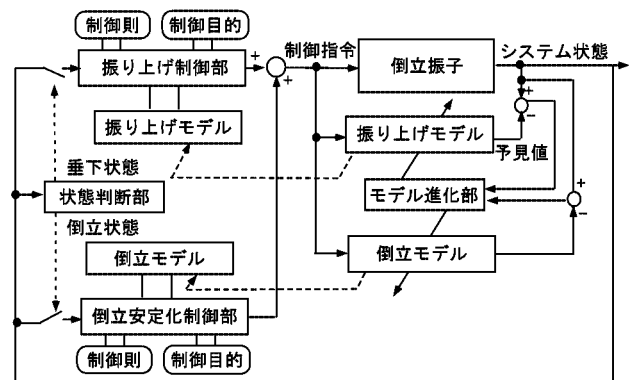 制御則
制御目的
振り上げ制御部
+
+
制御指令
倒立振子
システム状態
振り上げモデル
振り上げモデル
+
−
予見値
垂下状態
状態判断部
倒立状態
モデル進化部
+
−
倒立モデル
倒立モデル
倒立安定化制御部
制御則
制御目的